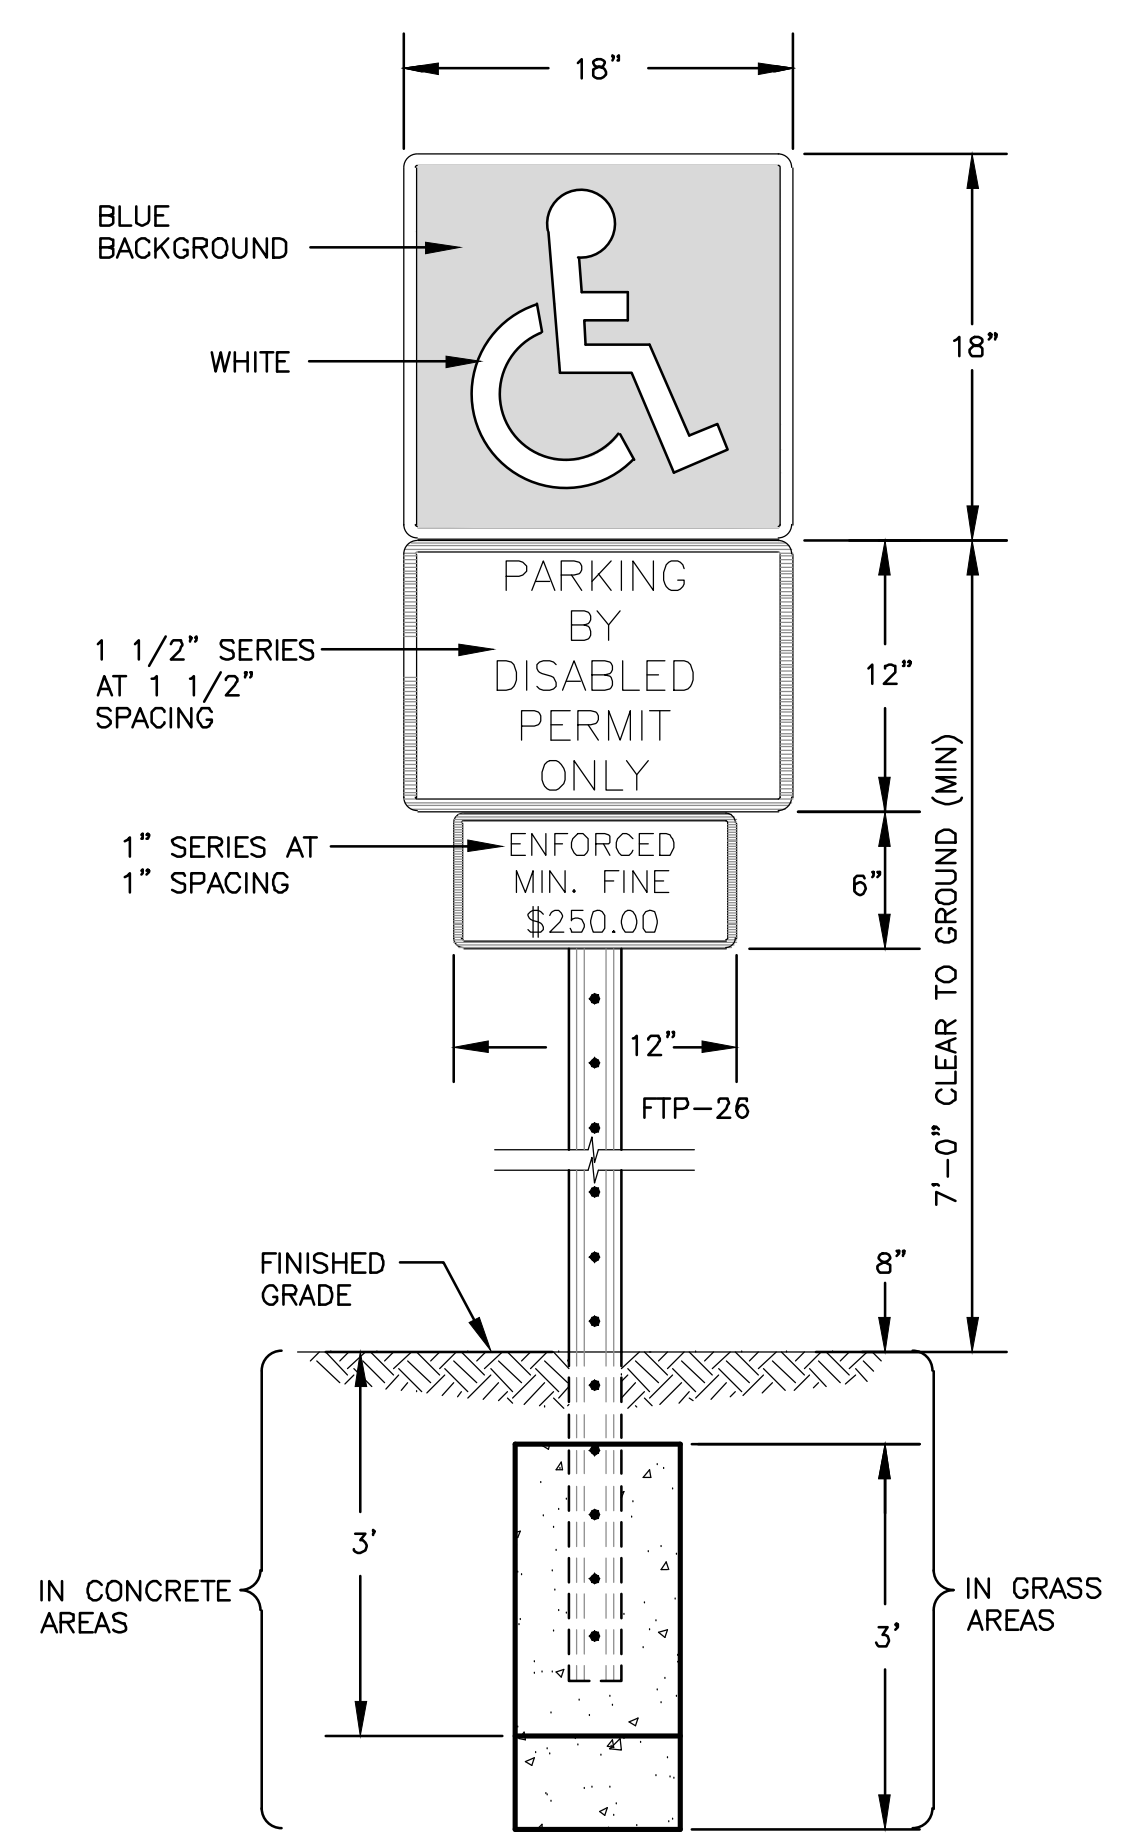 18"
BLUE
BACKGROUND
WHITE
18"
PARKING
BY
DISABLED
PERMIT
ONLY
1 1/2" SERIES
AT 1 1/2"
SPACING
12"
1" SERIES AT
1" SPACING
ENFORCED
MIN. FINE
$250.00
6"
7'-0" CLEAR TO GROUND (MIN)
12"
FTP-26
FINISHED
GRADE
8"
3'
IN CONCRETE
AREAS
IN GRASS
AREAS
3'